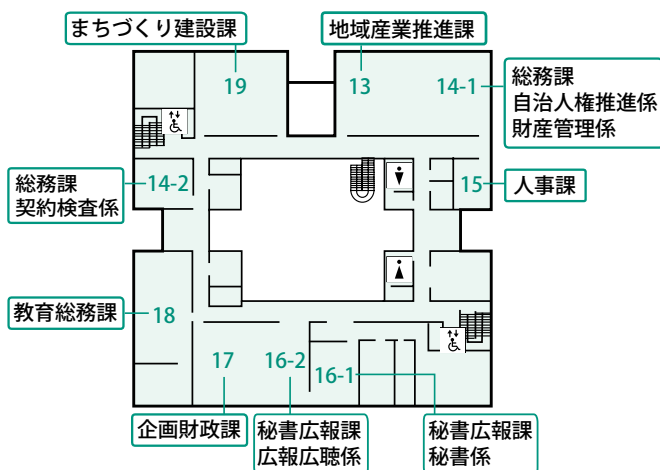 まちづくり建設課
地域産業推進課
19
13
14-1
総務課
自治人権推進係
財産管理係
総務課
契約検査係
14-2
15
人事課
教育総務課
18
17
16-2
16-1
企画財政課
秘書広報課
広報広聴係
秘書広報課
秘書係